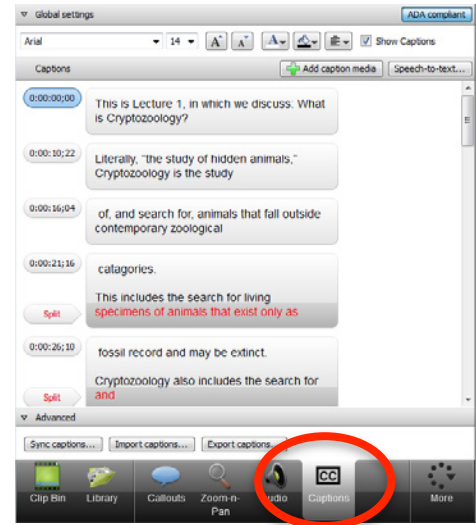 Global settings
ADA compliant
Arial
14
A
A
A
Show Captions
Captions
Add caption media
Speech-to-text...
0:00:00;00
This is Lecture 1, in which we discuss. What
is Cryptozoology?
0:00:10;22
Literally, "the study of hidden animals,"
Cryptozoology is the study
0:00:16;04
of, and search for, animals that fall outside
contemporary zoological
0:00:21;16
catagories.
This includes the search for living
Split
specimens of animals that exist only as
0:00:26;10
fossil record and may be extinct.
Cryptozoology also includes the search for
Split
and
Advanced
Sync captions...
Import captions...
Export captions...
CC
Clip Bin
Library
Callouts
Zoom-n-
Pan
Audio
Captions
More